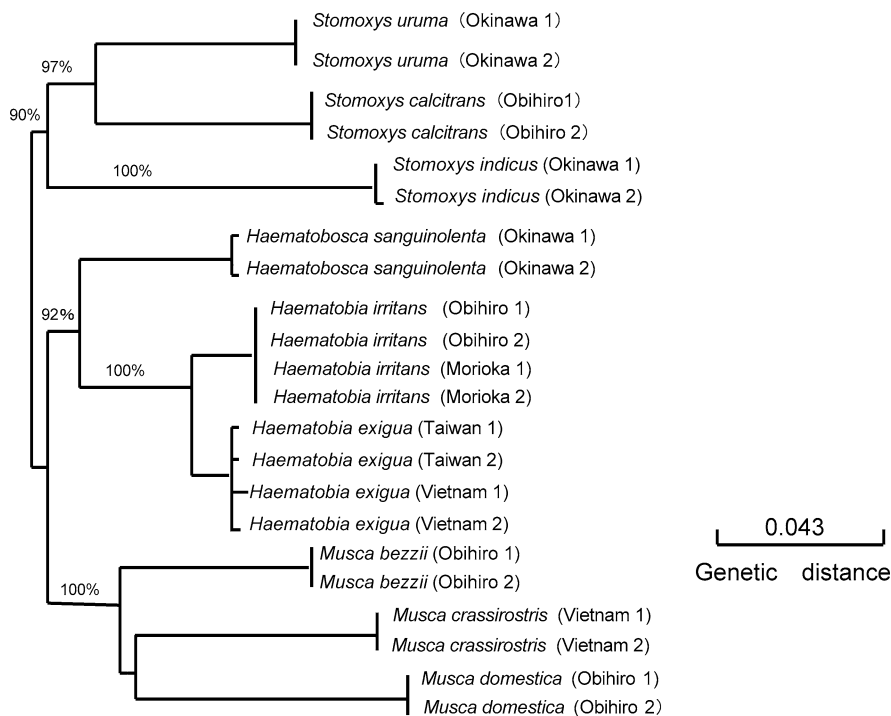 Stomoxys uruma (Okinawa 1)
Stomoxys uruma (Okinawa 2)
97%
Stomoxys calcitrans (Obihiro1)
90%
Stomoxys calcitrans (Obihiro 2)
Stomoxys indicus (Okinawa 1)
100%
Stomoxys indicus (Okinawa 2)
Haematobosca sanguinolenta (Okinawa 1)
Haematobosca sanguinolenta (Okinawa 2)
Haematobia irritans (Obihiro 1)
92%
Haematobia irritans (Obihiro 2)
100%
Haematobia irritans (Morioka 1)
Haematobia irritans (Morioka 2)
Haematobia exigua (Taiwan 1)
Haematobia exigua (Taiwan 2)
Haematobia exigua (Vietnam 1)
Haematobia exigua (Vietnam 2)
0.043
Genetic distance
Musca bezzii (Obihiro 1)
Musca bezzii (Obihiro 2)
100%
Musca crassirostris (Vietnam 1)
Musca crassirostris (Vietnam 2)
Musca domestica (Obihiro 1)
Musca domestica (Obihiro 2)